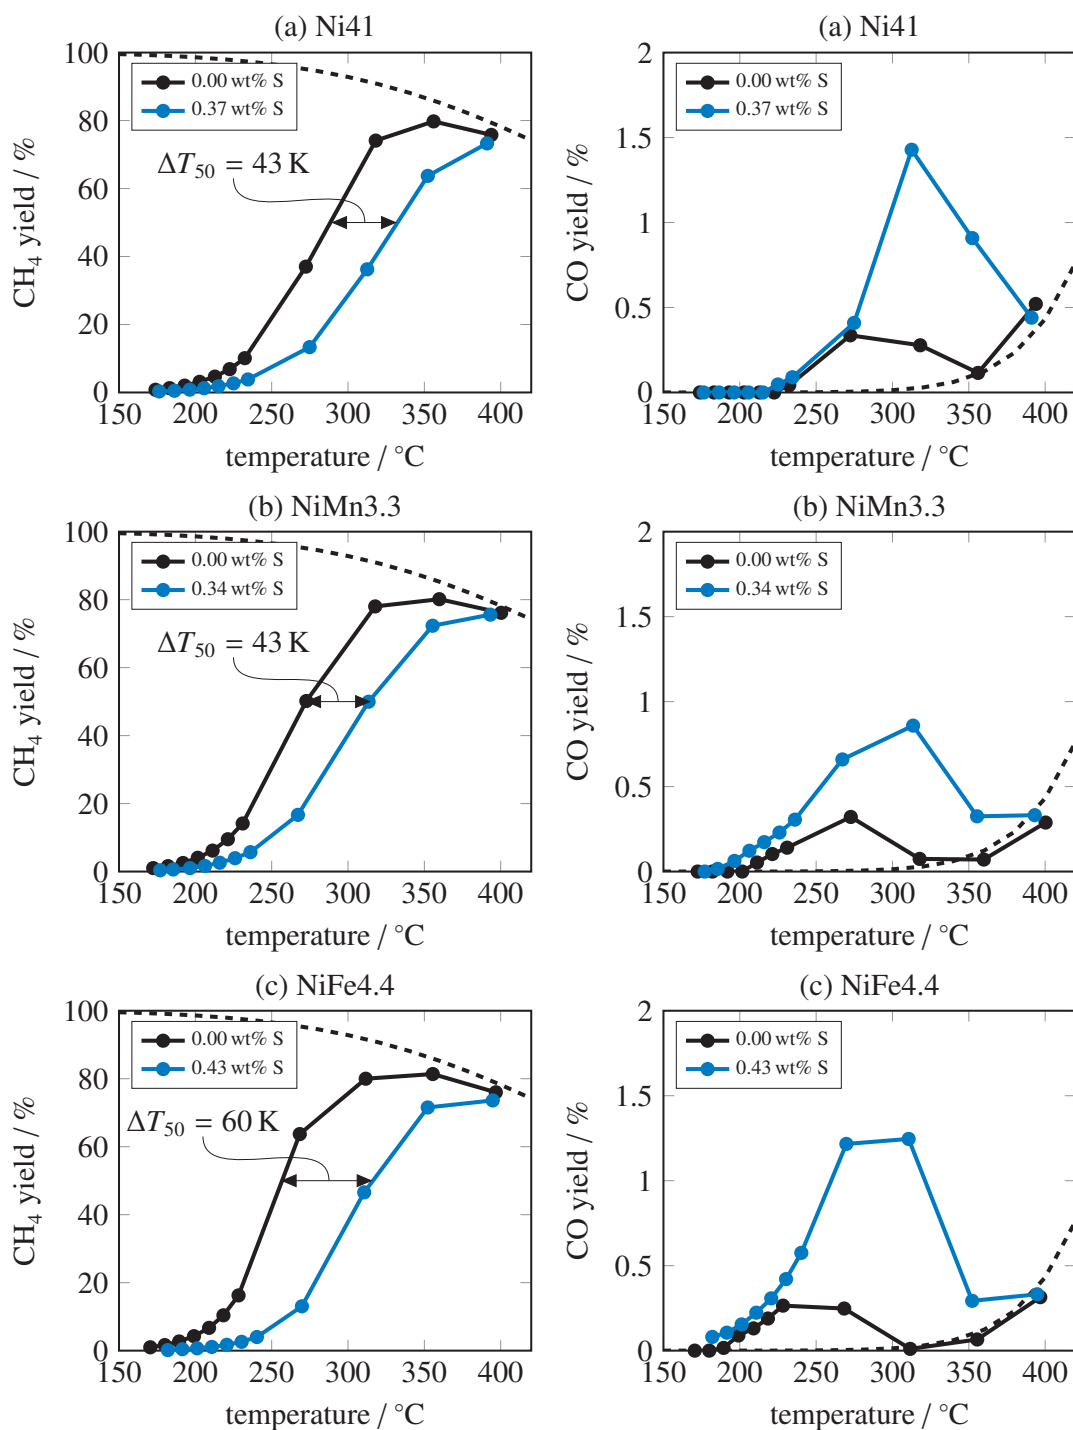 (a) Ni41
CH₄ yield / %
100
80
60
40
20
0
0.00 wt% S
0.37 wt% S
ΔT₅₀ = 43 K
150 200 250 300 350 400
temperature / °C
(a) Ni41
CO yield / %
2
1.5
1
0.5
0
0.00 wt% S
0.37 wt% S
200 250 300 350 400
temperature / °C
(b) NiMn3.3
CH₄ yield / %
100
80
60
40
20
0
0.00 wt% S
0.34 wt% S
ΔT₅₀ = 43 K
150 200 250 300 350 400
temperature / °C
(b) NiMn3.3
CO yield / %
2
1.5
1
0.5
0
0.00 wt% S
0.34 wt% S
200 250 300 350 400
temperature / °C
(c) NiFe4.4
CH₄ yield / %
100
80
60
40
20
0
0.00 wt% S
0.43 wt% S
ΔT₅₀ = 60 K
150 200 250 300 350 400
temperature / °C
(c) NiFe4.4
CO yield / %
2
1.5
1
0.5
0
0.00 wt% S
0.43 wt% S
200 250 300 350 400
temperature / °C